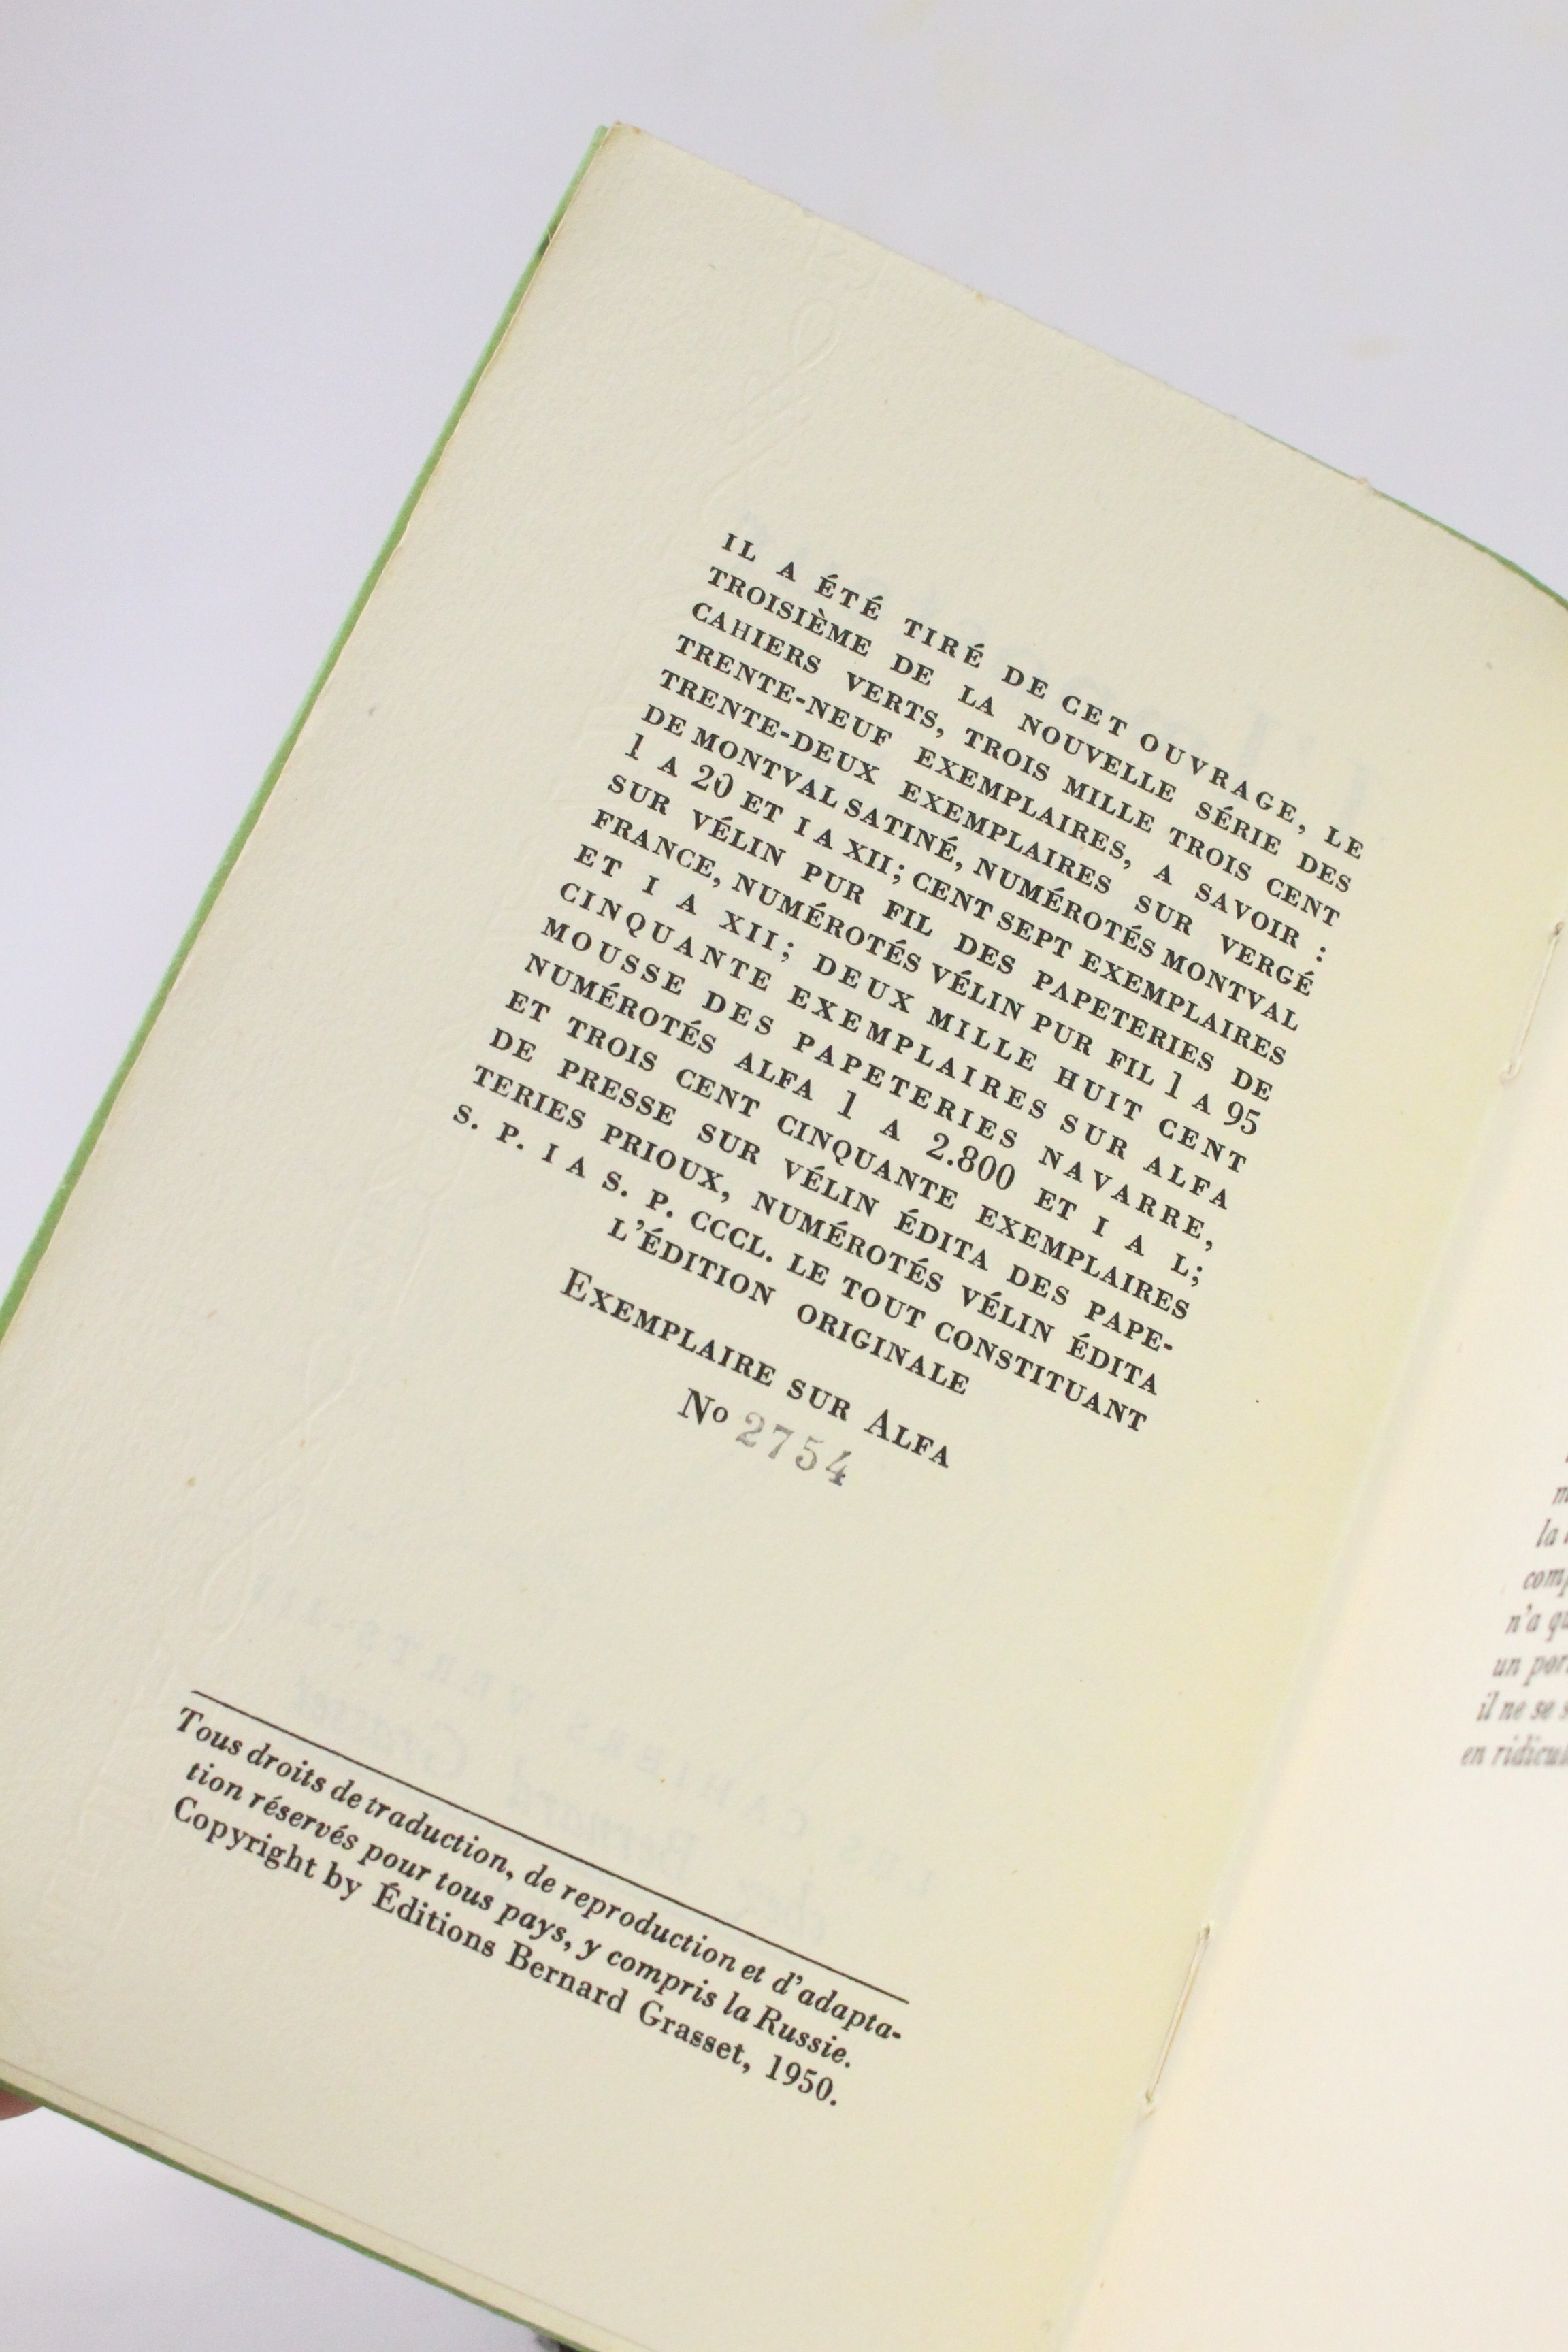 IL A ÉTÉ TIRÉ DE CET OUVRAGE, LE
TROISIÈME DE LA NOUVELLE SÉRIE DES
CAHIERS VERTS, TROIS MILLE TROIS CENT
TRENTE-NEUF EXEMPLAIRES, A SAVOIR :
TRENTE-DEUX EXEMPLAIRES SUR VERGÉ
DE MONTVAL SATINÉ, NUMÉROTÉS MONTVAL
1 A 20 ET I A XII; CENT SEPT EXEMPLAIRES
SUR VÉLIN PUR FIL DES PAPETERIES DE
FRANCE, NUMÉROTÉS VÉLIN PUR FIL 1 A 95
ET I A XII; DEUX MILLE HUIT CENT
CINQUANTE EXEMPLAIRES SUR ALFA
MOUSSE DES PAPETERIES NAVARRE,
NUMÉROTÉS ALFA 1 A 2.800 ET I A L;
ET TROIS CENT CINQUANTE EXEMPLAIRES
DE PRESSE SUR VÉLIN ÉDITA DES PAPE-
TERIES PRIOUX, NUMÉROTÉS VÉLIN ÉDITA
S. P. I A S. P. CCCL. LE TOUT CONSTITUANT
L'ÉDITION ORIGINALE
EXEMPLAIRE SUR ALFA
No 2754
Tous droits de traduction, de reproduction et d'adapta-
tion réservés pour tous pays, y compris la Russie.
Copyright by Éditions Bernard Grasset, 1950.
la
n'a
un
il ne se
en